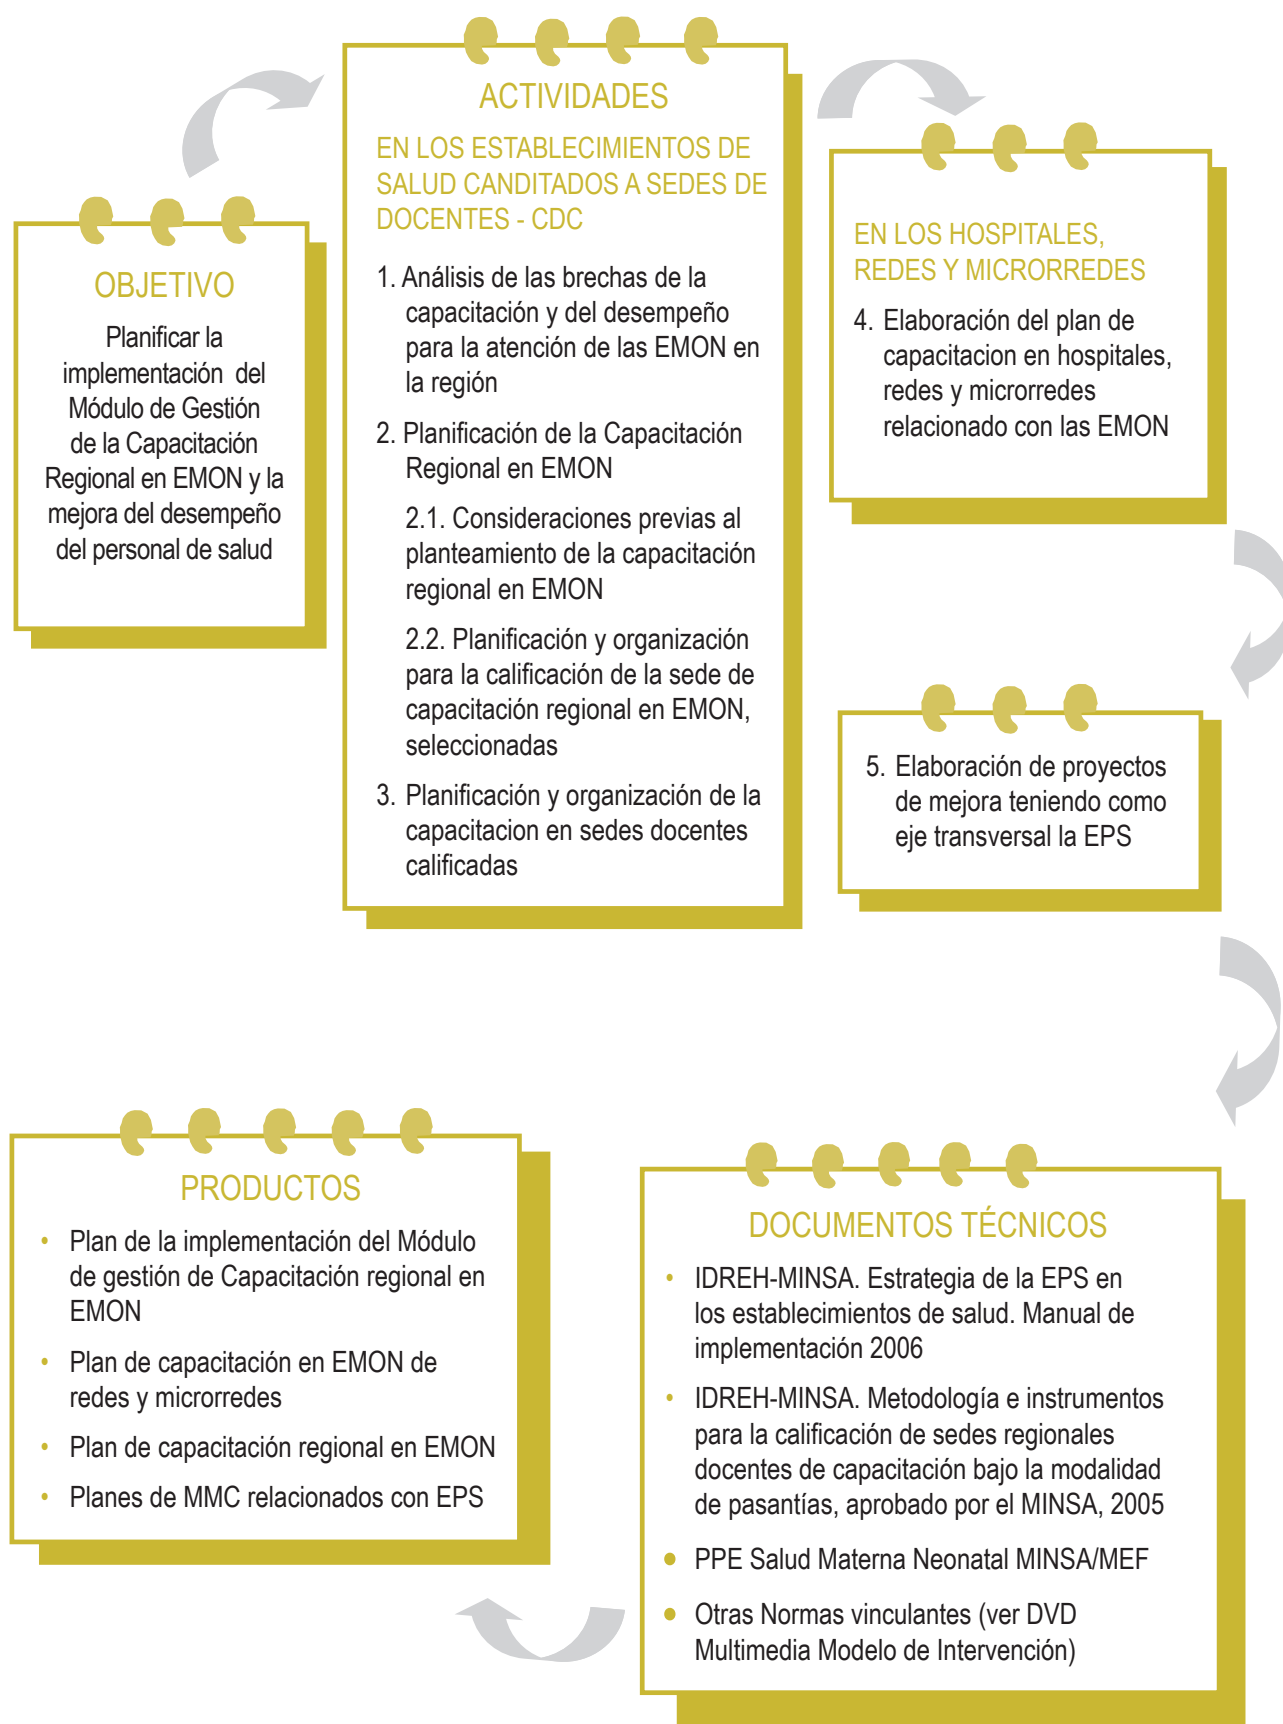 OBJETIVO
Planificar la
implementación del
Módulo de Gestión
de la Capacitación
Regional en EMON y la
mejora del desempeño
del personal de salud
ACTIVIDADES
EN LOS ESTABLECIMIENTOS DE
SALUD CANDITADOS A SEDES DE
DOCENTES - CDC
1. Análisis de las brechas de la
capacitación y del desempeño
para la atención de las EMON en
la región
2. Planificación de la Capacitación
Regional en EMON
2.1. Consideraciones previas al
planteamiento de la capacitación
regional en EMON
2.2. Planificación y organización
para la calificación de la sede de
capacitación regional en EMON,
seleccionadas
3. Planificación y organización de la
capacitacion en sedes docentes
calificadas
EN LOS HOSPITALES,
REDES Y MICRORREDES
4. Elaboración del plan de
capacitacion en hospitales,
redes y microrredes
relacionado con las EMON
5. Elaboración de proyectos
de mejora teniendo como
eje transversal la EPS
DOCUMENTOS TÉCNICOS
• IDREH-MINSA. Estrategia de la EPS en
los establecimientos de salud. Manual de
implementación 2006
• IDREH-MINSA. Metodología e instrumentos
para la calificación de sedes regionales
docentes de capacitación bajo la modalidad
de pasantías, aprobado por el MINSA, 2005
• PPE Salud Materna Neonatal MINSA/MEF
• Otras Normas vinculantes (ver DVD
Multimedia Modelo de Intervención)
PRODUCTOS
• Plan de la implementación del Módulo
de gestión de Capacitación regional en
EMON
• Plan de capacitación en EMON de
redes y microrredes
• Plan de capacitación regional en EMON
• Planes de MMC relacionados con EPS